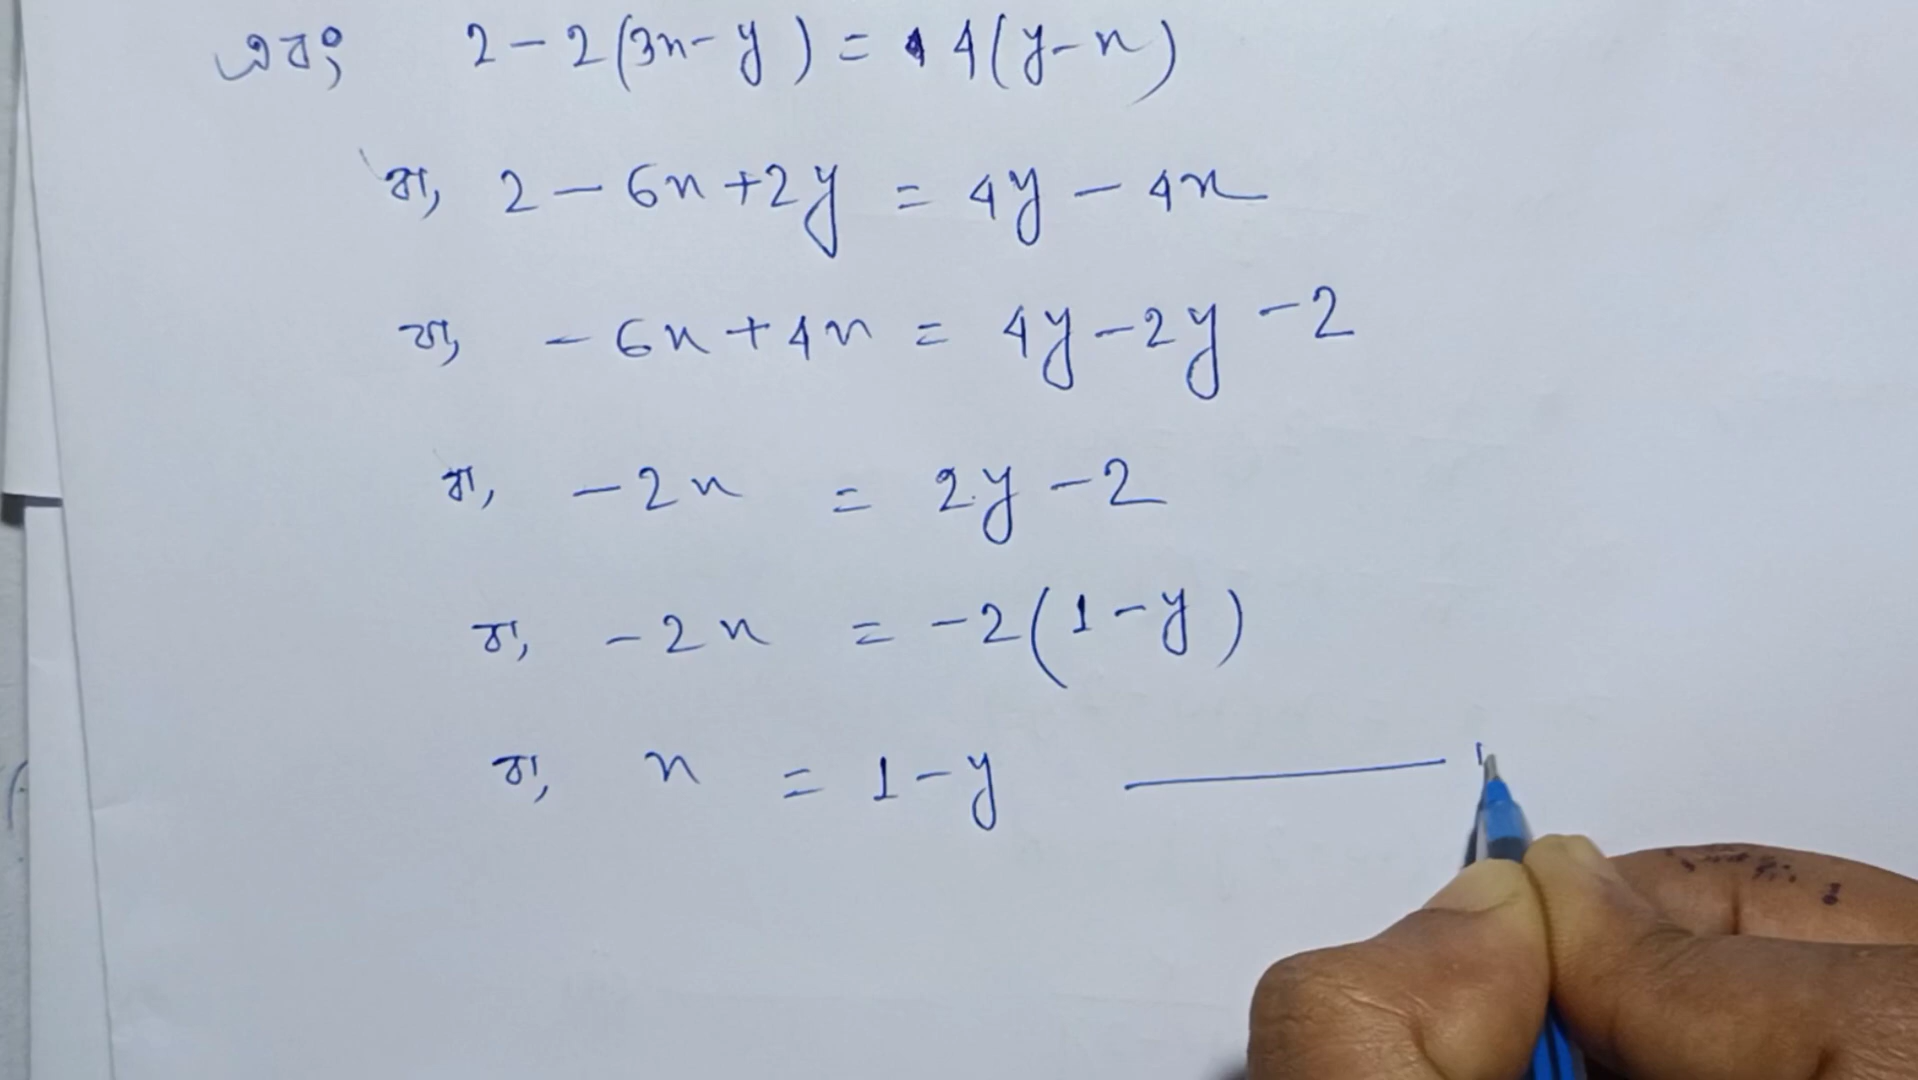 এবং 2 - 2(3x - y) = 4(y - x)
বা, 2 - 6x + 2y = 4y - 4x
বা, - 6x + 4x = 4y - 2y - 2
বা, - 2x = 2y - 2
বা, - 2x = -2(1 - y)
বা, x = 1 - y